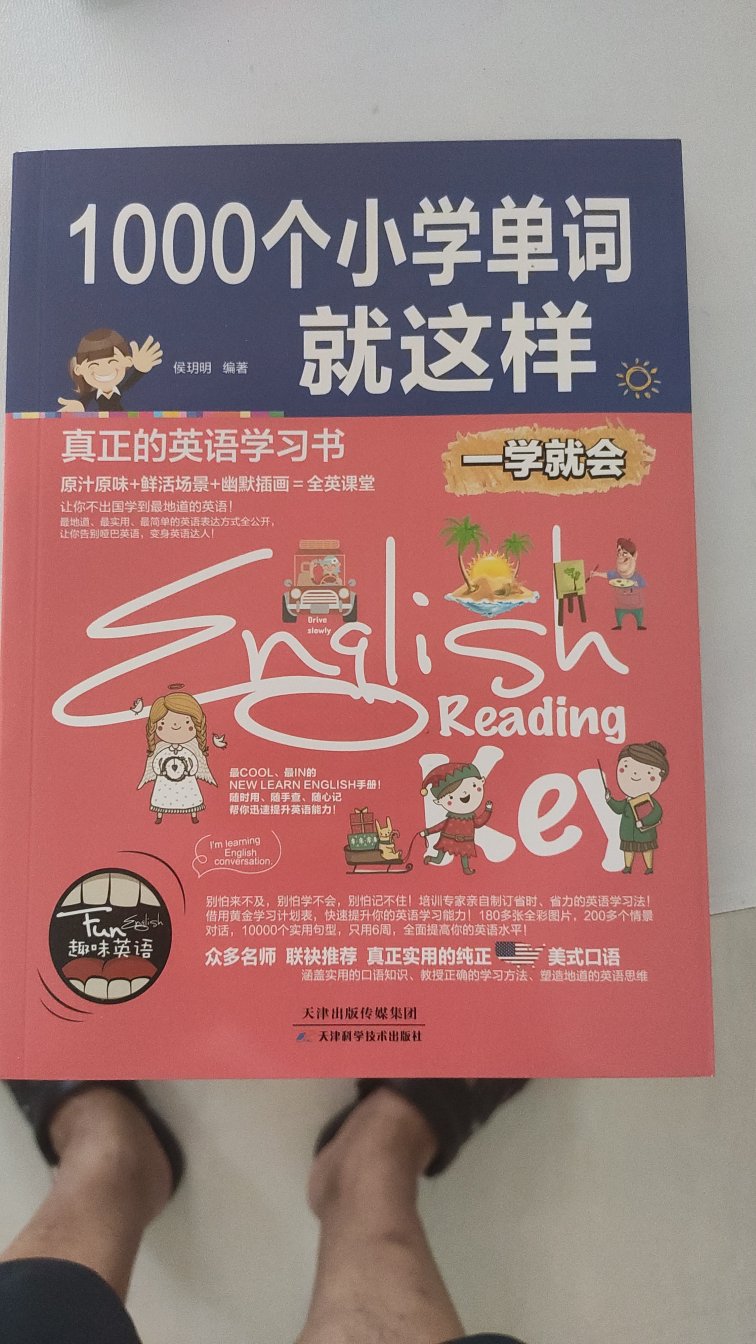 1000个小学单词
就这样
侯玥明 编著
真正的英语学习书
一学就会
原汁原味+鲜活场景+幽默插画=全英课堂
让你不出国学到最地道的英语！
最地道、最实用、最简单的英语表达方式全公开，
让你告别哑巴英语，变身英语达人！
Drive
slowly
English
Reading
Key
最COOL、最IN的
NEW LEARN ENGLISH手册！
随时用、随手查、随心记
帮你迅速提升英语能力！
I'm learning
English
conversation.
Fun English
趣味英语
别怕来不及，别怕学不会，别怕记不住！培训专家亲自制订省时、省力的英语学习法！
借用黄金学习计划表，快速提升你的英语学习能力！180多张全彩图片，200多个情景
对话，10000个实用句型，只用6周，全面提高你的英语水平！
众多名师 联袂推荐 真正实用的纯正 美式口语
涵盖实用的口语知识、教授正确的学习方法、塑造地道的英语思维
天津出版传媒集团
天津科学技术出版社